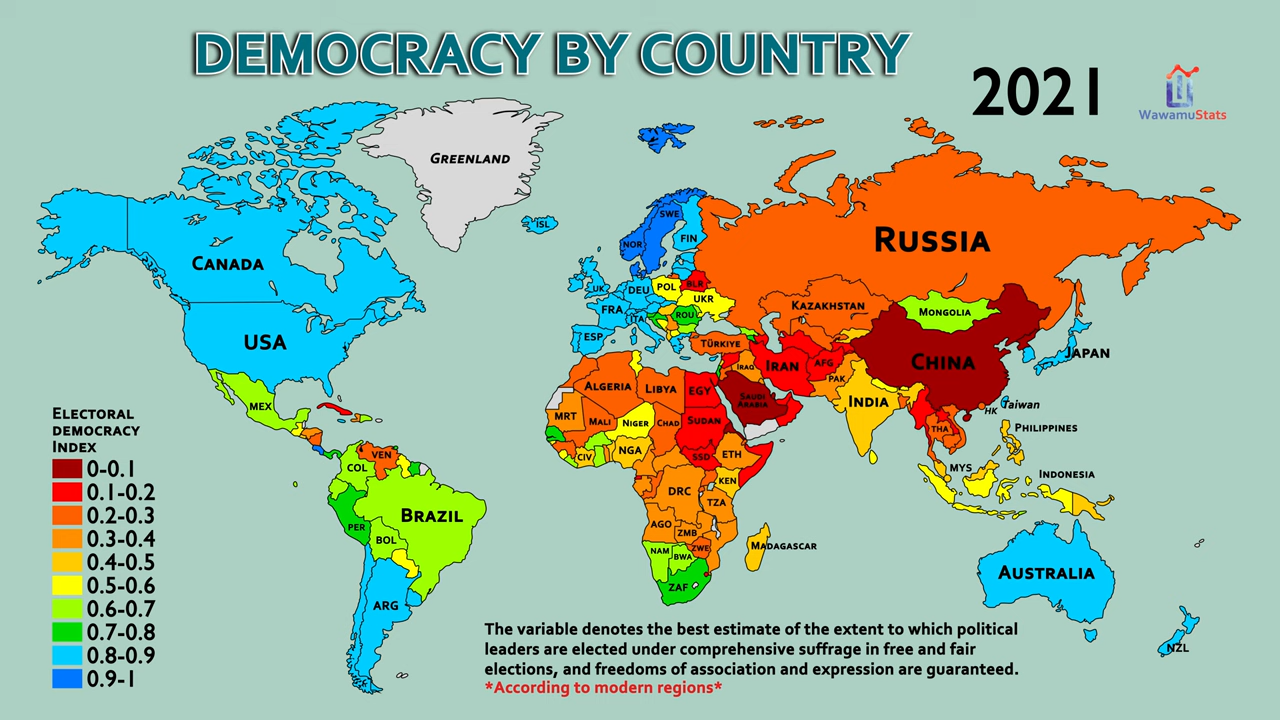 DEMOCRACY BY COUNTRY
2021
WawamuStats
GREENLAND
ISL
SWE
NOR
FIN
RUSSIA
CANADA
UK
DEU
POL
BLR
UKR
FRA
ITA
ROU
ESP
KAZAKHSTAN
MONGOLIA
USA
TÜRKIYE
IRAQ
IRAN
AFG
PAK
CHINA
JAPAN
MEX
ALGERIA
LIBYA
EGY
SAUDI
ARABIA
INDIA
HK
Taiwan
MRT
MALI
NIGER
CHAD
SUDAN
THA
PHILIPPINES
VEN
COL
CIV
NGA
SSD
ETH
KEN
MYS
INDONESIA
BRAZIL
PER
BOL
DRC
TZA
AGO
ZMB
ZWE
MADAGASCAR
NAM
BWA
ZAF
ARG
AUSTRALIA
NZL
ELECTORAL
DEMOCRACY
INDEX
0-0.1
0.1-0.2
0.2-0.3
0.3-0.4
0.4-0.5
0.5-0.6
0.6-0.7
0.7-0.8
0.8-0.9
0.9-1
The variable denotes the best estimate of the extent to which political
leaders are elected under comprehensive suffrage in free and fair
elections, and freedoms of association and expression are guaranteed.
*According to modern regions*